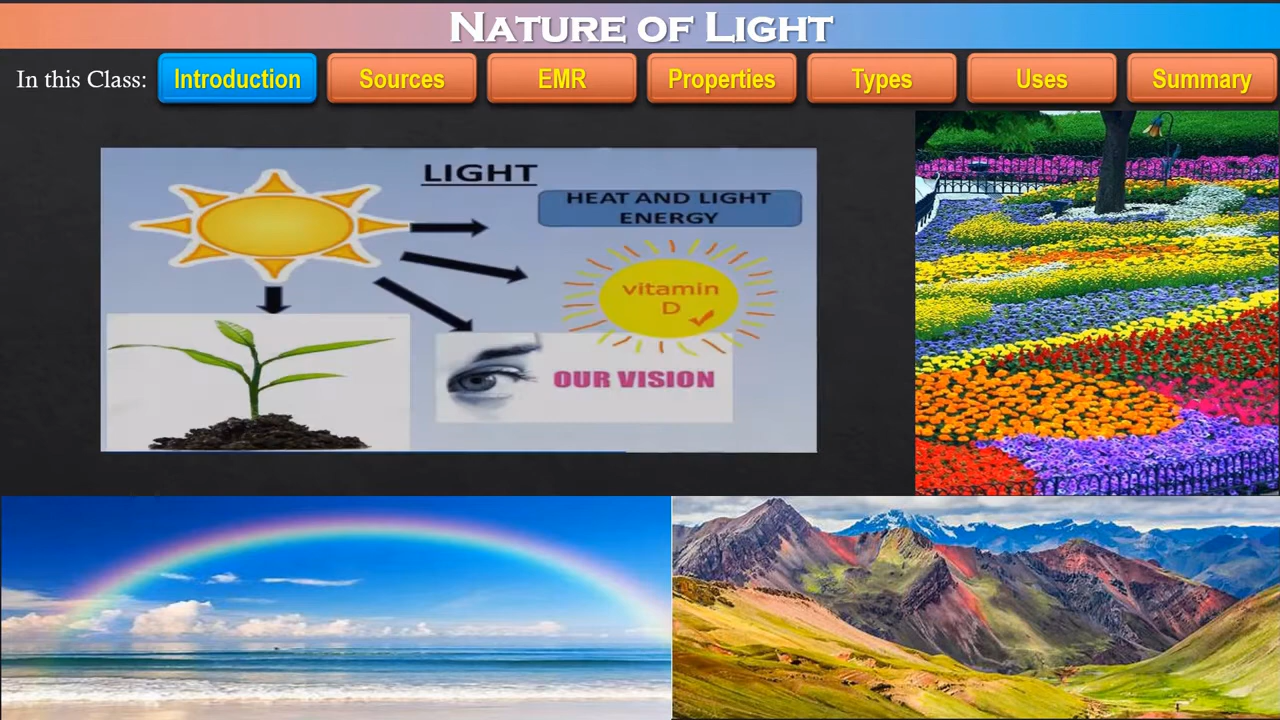 NATURE OF LIGHT
In this Class: Introduction Sources EMR Properties Types Uses Summary
LIGHT
HEAT AND LIGHT
ENERGY
vitamin
D
OUR VISION